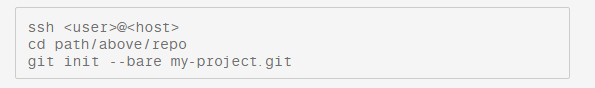 ssh <user>@<host>
cd path/above/repo
git init --bare my-project.git